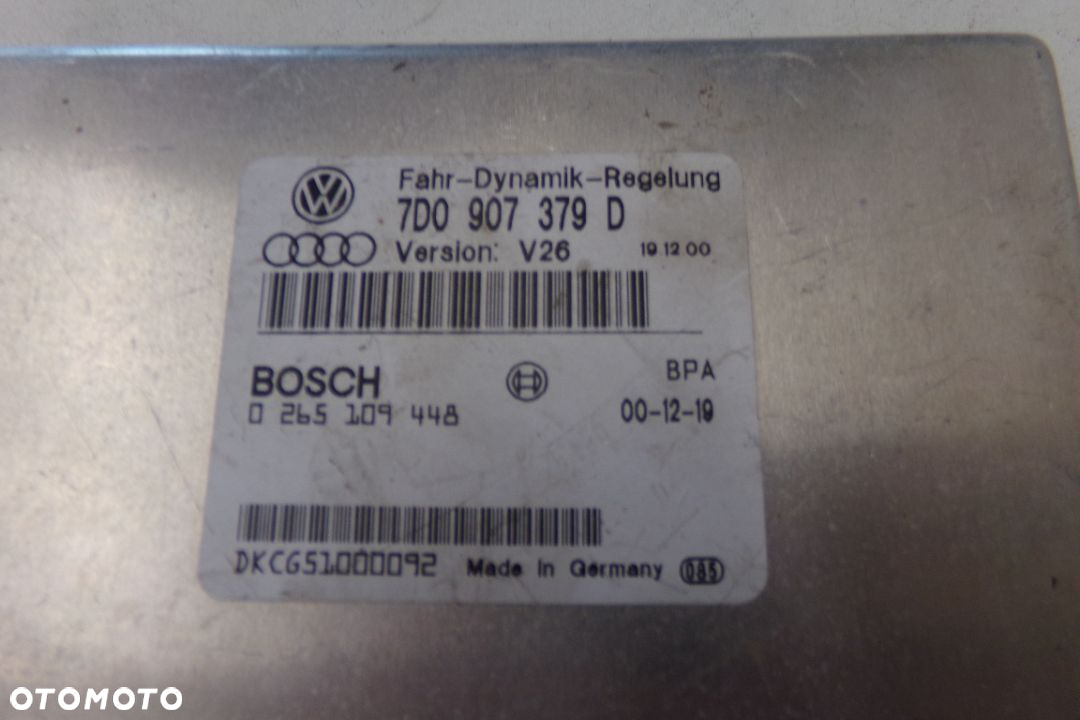 Fahr-Dynamik-Regelung
7D0 907 379 D
Version: V26 19 12 00
BOSCH BPA
0 265 109 448 00-12-19
DKCG51000092 Made in Germany 085
OTOMOTO